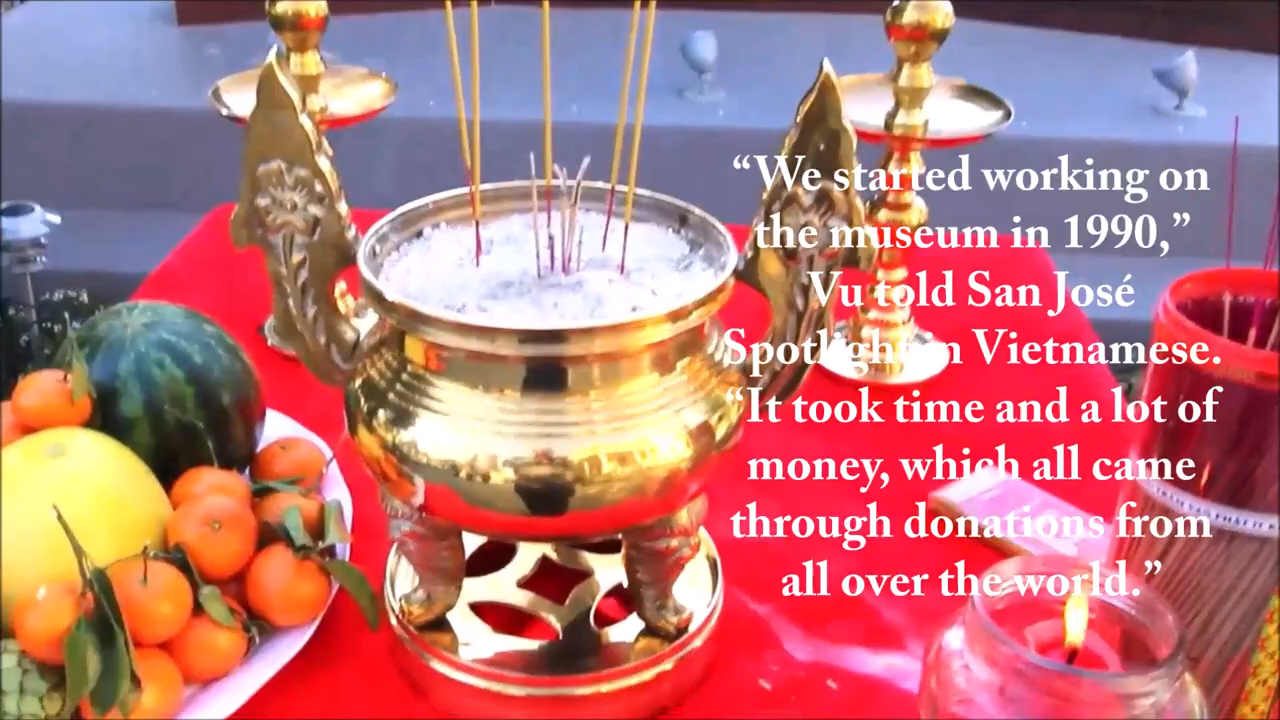 “We started working on
the museum in 1990,”
Vu told San José
Spotlight in Vietnamese.
“It took time and a lot of
money, which all came
through donations from
all over the world.”